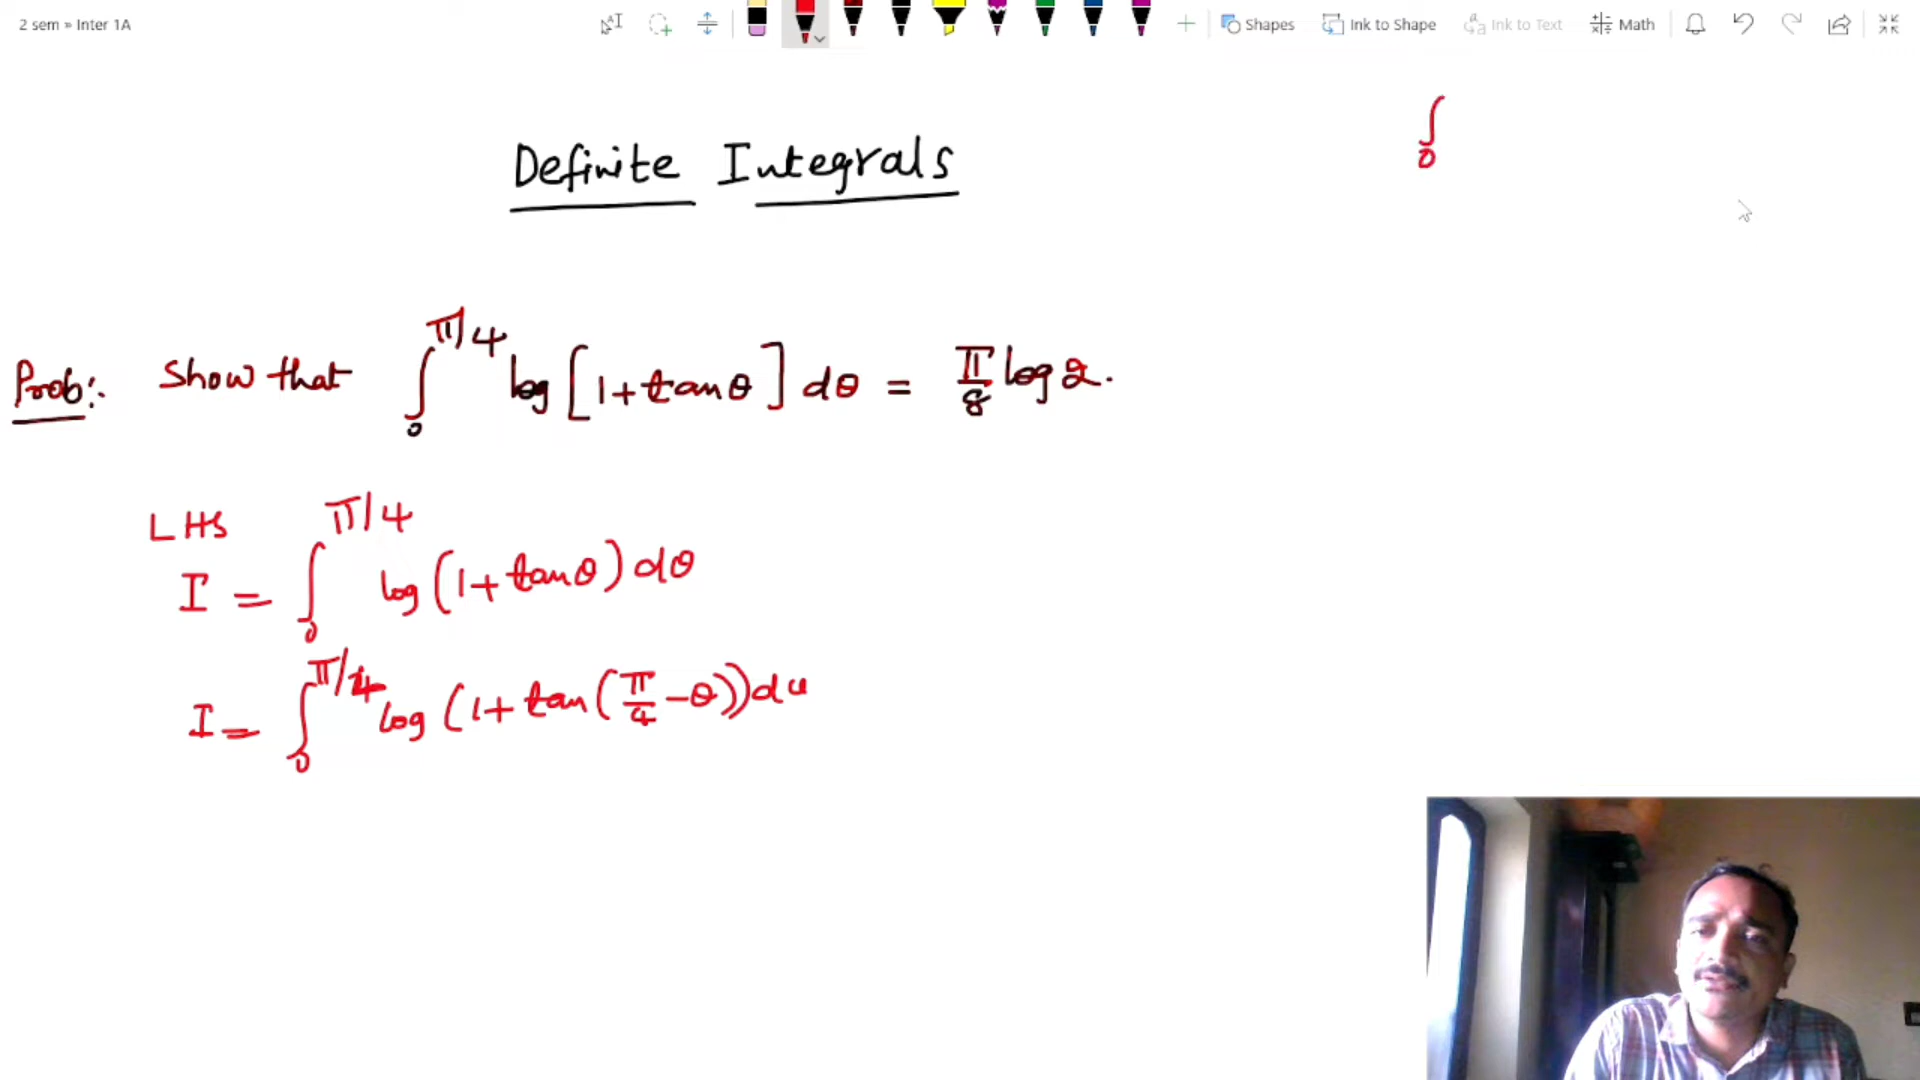 2 sem » Inter 1A
Shapes Ink to Shape Ink to Text Math
∫₀
Definite Integrals
Prob:. Show that ∫₀^π/4 log [1+tanθ] dθ = π/8 log 2.
LHS
I = ∫₀^π/4 log (1+tanθ) dθ
I = ∫₀^π/4 log (1+ tan (π/4 − θ)) dθ